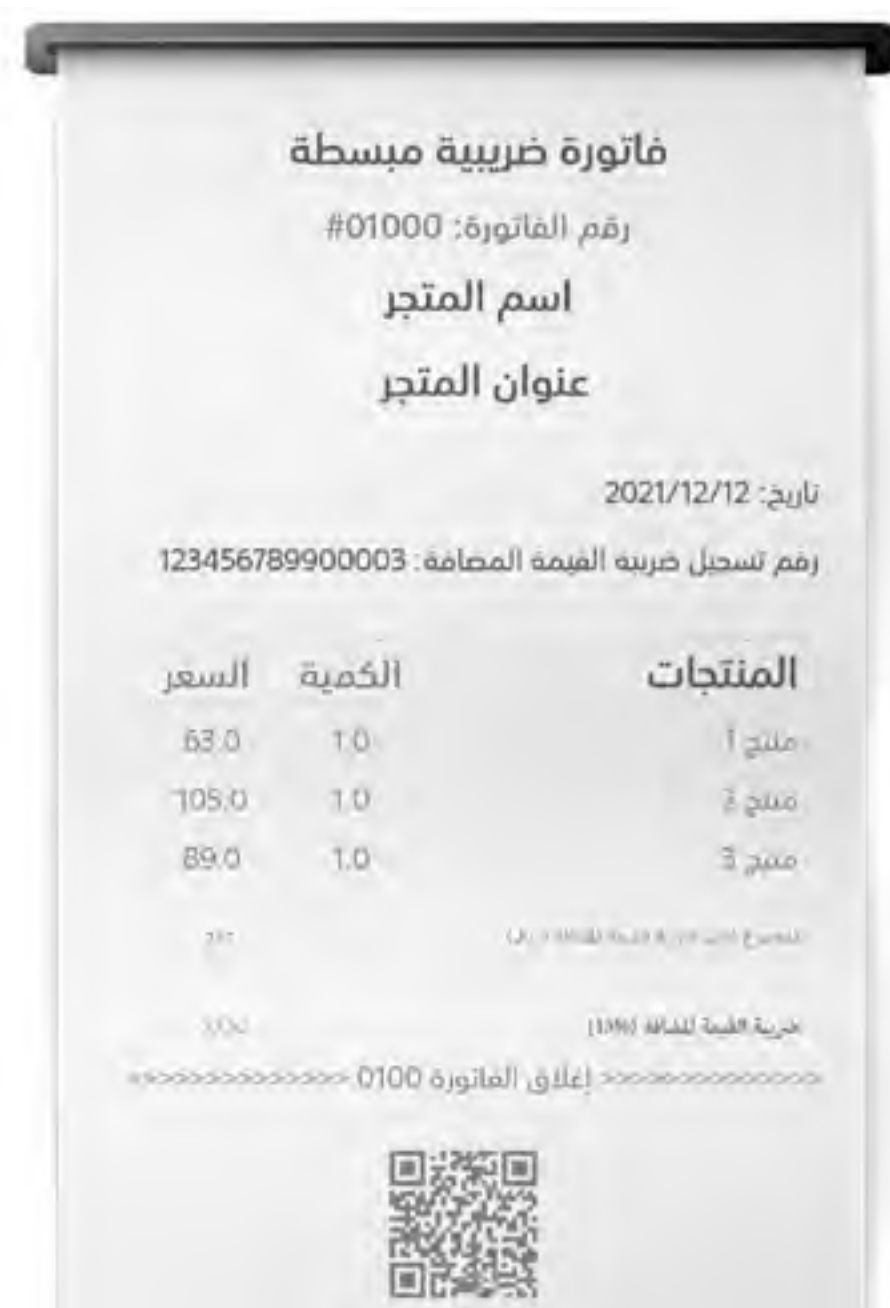 فاتورة ضريبية مبسطة
رقم الفاتورة: 01000#
اسم المتجر
عنوان المتجر
تاريخ: 2021/12/12
رقم تسجيل ضريبة القيمة المضافة: 123456789900003
المنتجات الكمية السعر
منتج 1 1.0 63.0
منتج 2 1.0 105.0
منتج 3 1.0 89.0
ضريبة القيمة المضافة (15%)
>>>>>>>>>>>>>>> إغلاق الفاتورة 0100 <<<<<<<<<<<<<<<